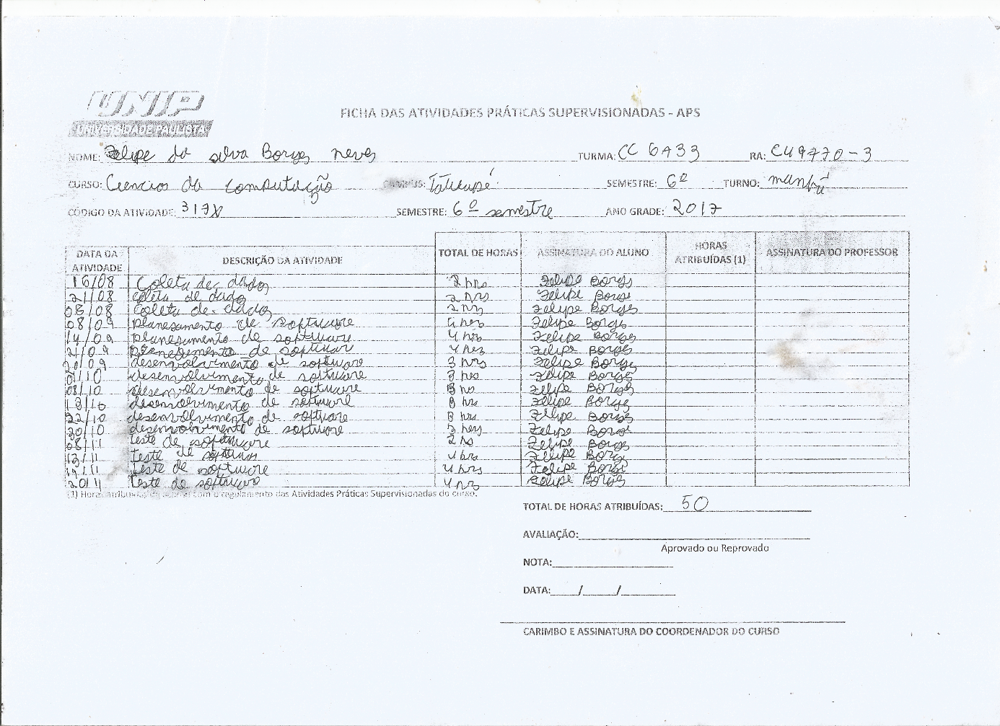 UNIP
UNIVERSIDADE PAULISTA
FICHA DAS ATIVIDADES PRÁTICAS SUPERVISIONADAS - APS
NOME: Felipe da silva Borges neves TURMA: CC 6A33 RA: C49770-3
CURSO: Ciencias da Computação CAMPUS: Tatuapé SEMESTRE: 6º TURNO: manhã
CÓDIGO DA ATIVIDADE: 317X SEMESTRE: 6º semestre ANO GRADE: 2017
DATA DA ATIVIDADE DESCRIÇÃO DA ATIVIDADE TOTAL DE HORAS ASSINATURA DO ALUNO HORAS ATRIBUÍDAS (1) ASSINATURA DO PROFESSOR
16/08 Coleta de dados 2 hrs Felipe Borges
21/08 coleta de dados 2 hrs Felipe Borges
08/08 Coleta de dados 2 hrs Felipe Borges
08/09 planejamento de software hrs Felipe Borges
14/09 planejamento de software 4 hrs Felipe Borges
21/09 planejamento de software 4 hrs Felipe Borges
20/09 desenvolvimento de software 3 hrs Felipe Borges
01/10 desenvolvimento de software 3 hrs Felipe Borges
08/10 desenvolvimento de software 3 hrs Felipe Borges
13/10 desenvolvimento de software 3 hrs Felipe Borges
22/10 desenvolvimento de software 3 hrs Felipe Borges
30/10 desenvolvimento de software 3 hrs Felipe Borges
08/11 teste de software 2 hs Felipe Borges
13/11 teste de software 4 hrs Felipe Borges
teste de software 4 hrs Felipe Borges
20/11 teste de software 4 hrs Felipe Borges
(1) Horas atribuídas de acordo com o regulamento das Atividades Práticas Supervisionadas do curso.
TOTAL DE HORAS ATRIBUÍDAS: 50
AVALIAÇÃO:
Aprovado ou Reprovado
NOTA:
DATA: / /
CARIMBO E ASSINATURA DO COORDENADOR DO CURSO